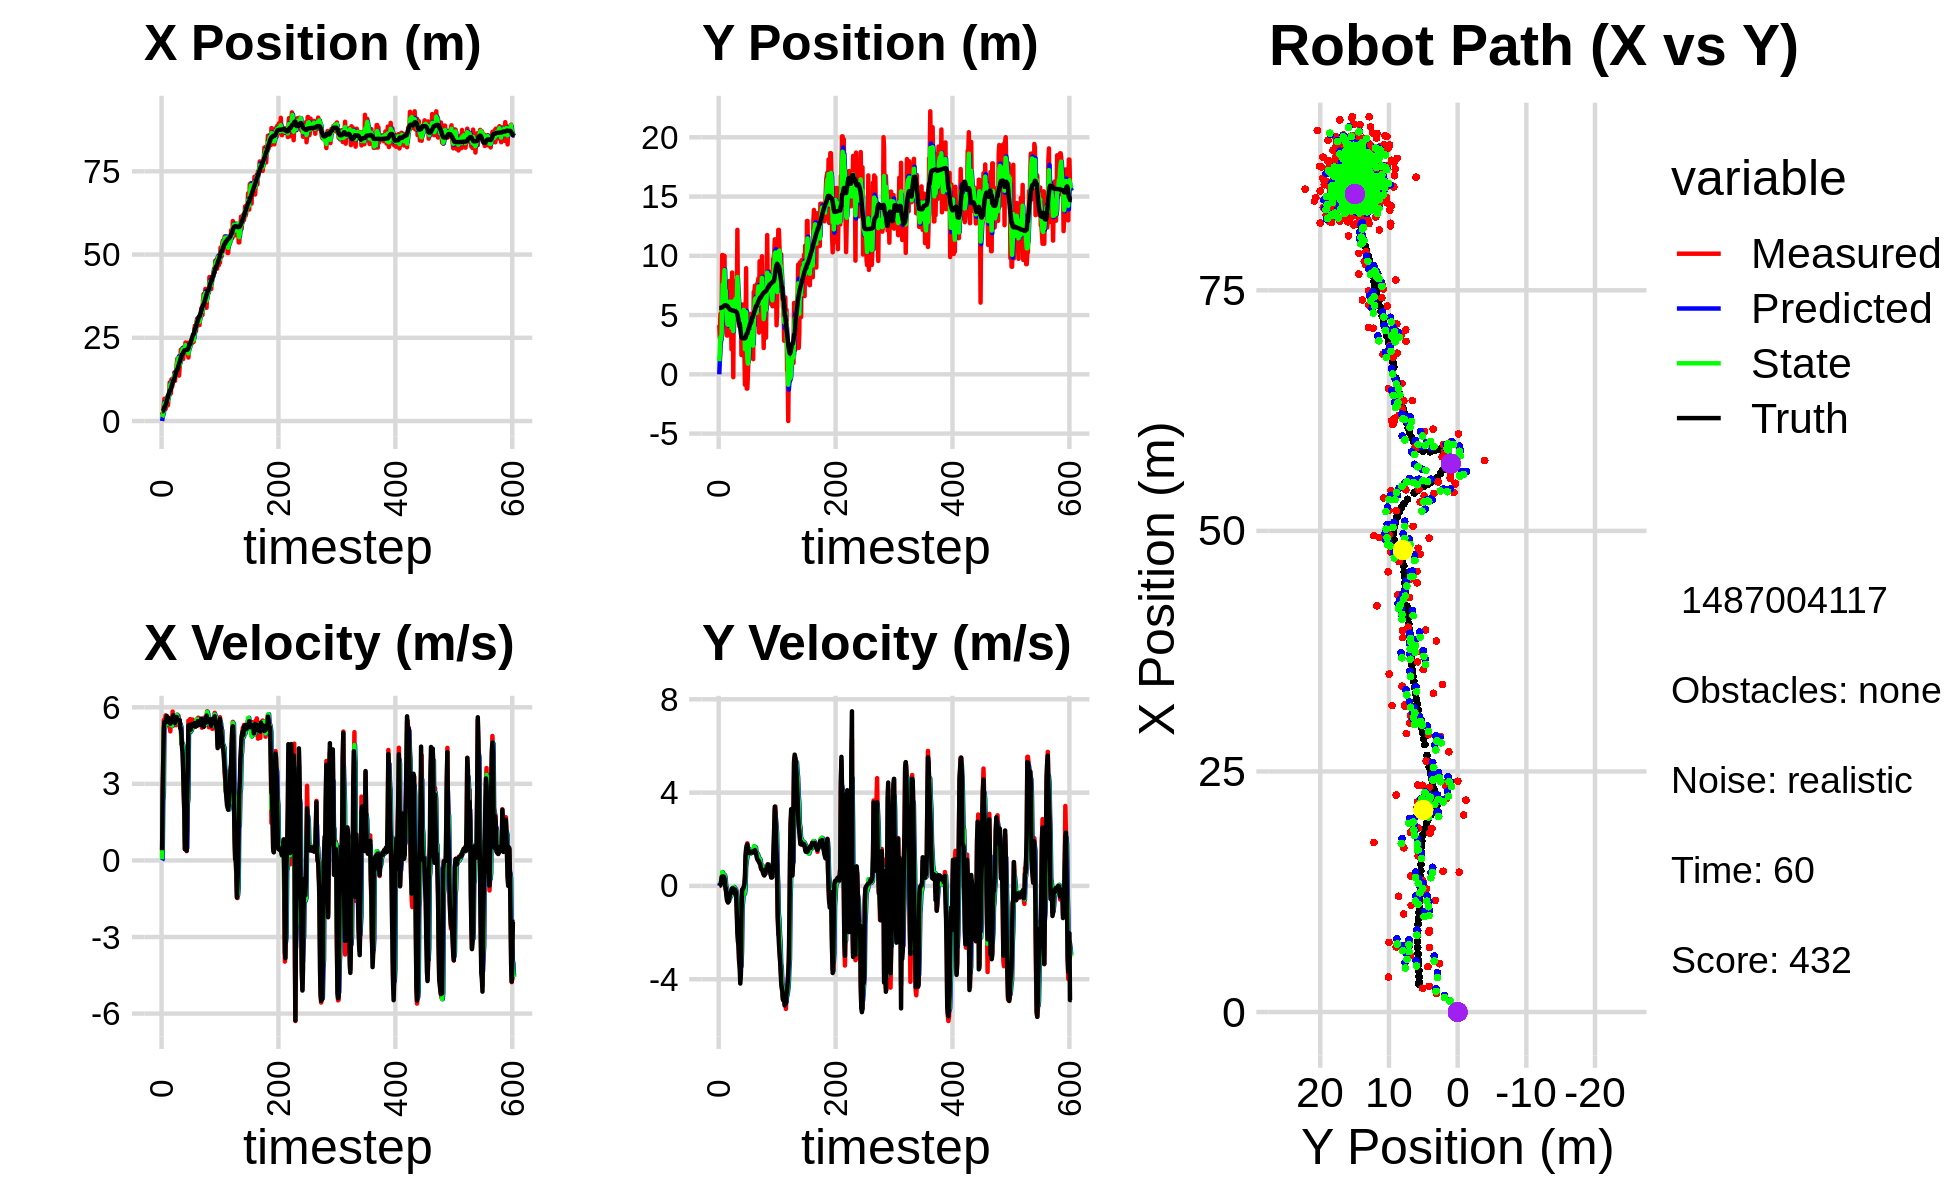 X Position (m)
75
50
25
0
0
200
400
600
timestep
Y Position (m)
20
15
10
5
0
-5
0
200
400
600
timestep
X Velocity (m/s)
6
3
0
-3
-6
0
200
400
600
timestep
Y Velocity (m/s)
8
4
0
-4
0
200
400
600
timestep
Robot Path (X vs Y)
X Position (m)
75
50
25
0
20 10 0 -10 -20
Y Position (m)
variable
Measured
Predicted
State
Truth
1487004117
Obstacles: none
Noise: realistic
Time: 60
Score: 432